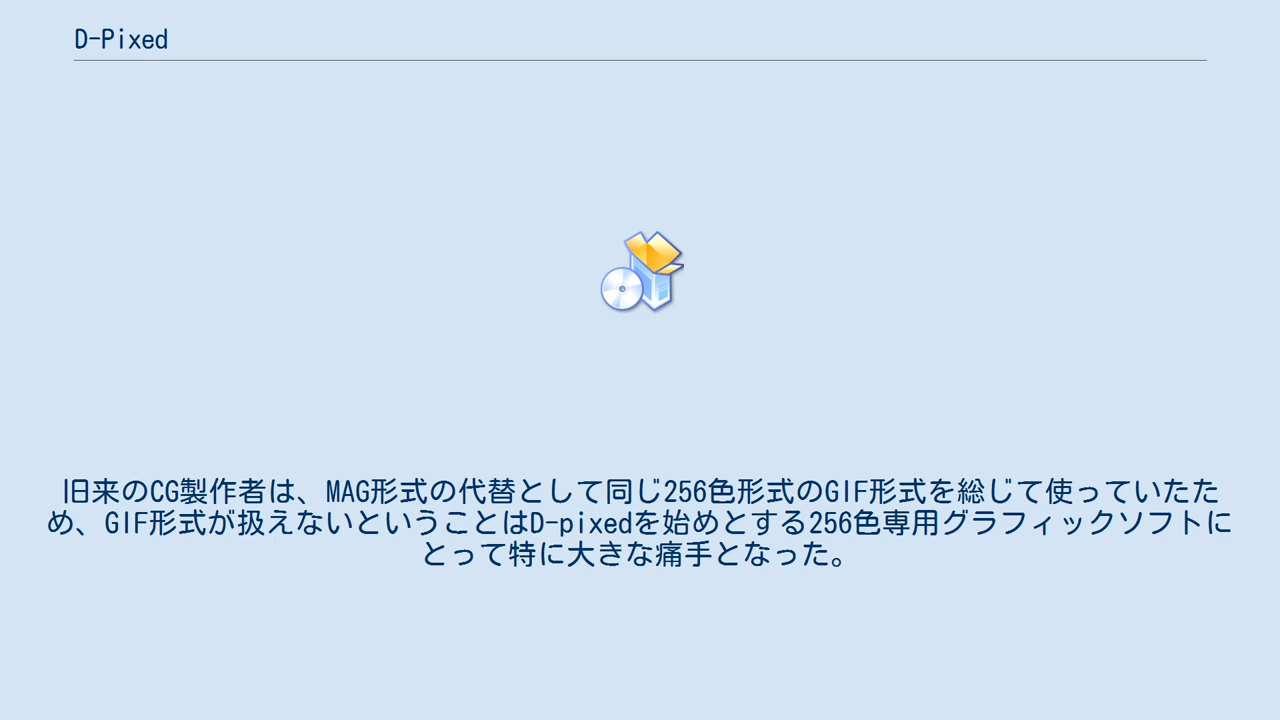 D-Pixed
旧来のCG製作者は、MAG形式の代替として同じ256色形式のGIF形式を総じて使っていたた
め、GIF形式が扱えないということはD-pixedを始めとする256色専用グラフィックソフトに
とって特に大きな痛手となった。